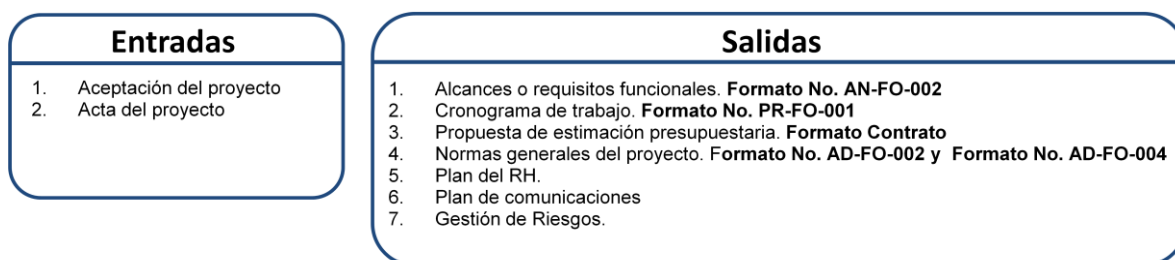 Entradas
1. Aceptación del proyecto
2. Acta del proyecto
Salidas
1. Alcances o requisitos funcionales. Formato No. AN-FO-002
2. Cronograma de trabajo. Formato No. PR-FO-001
3. Propuesta de estimación presupuestaria. Formato Contrato
4. Normas generales del proyecto. Formato No. AD-FO-002 y Formato No. AD-FO-004
5. Plan del RH.
6. Plan de comunicaciones
7. Gestión de Riesgos.